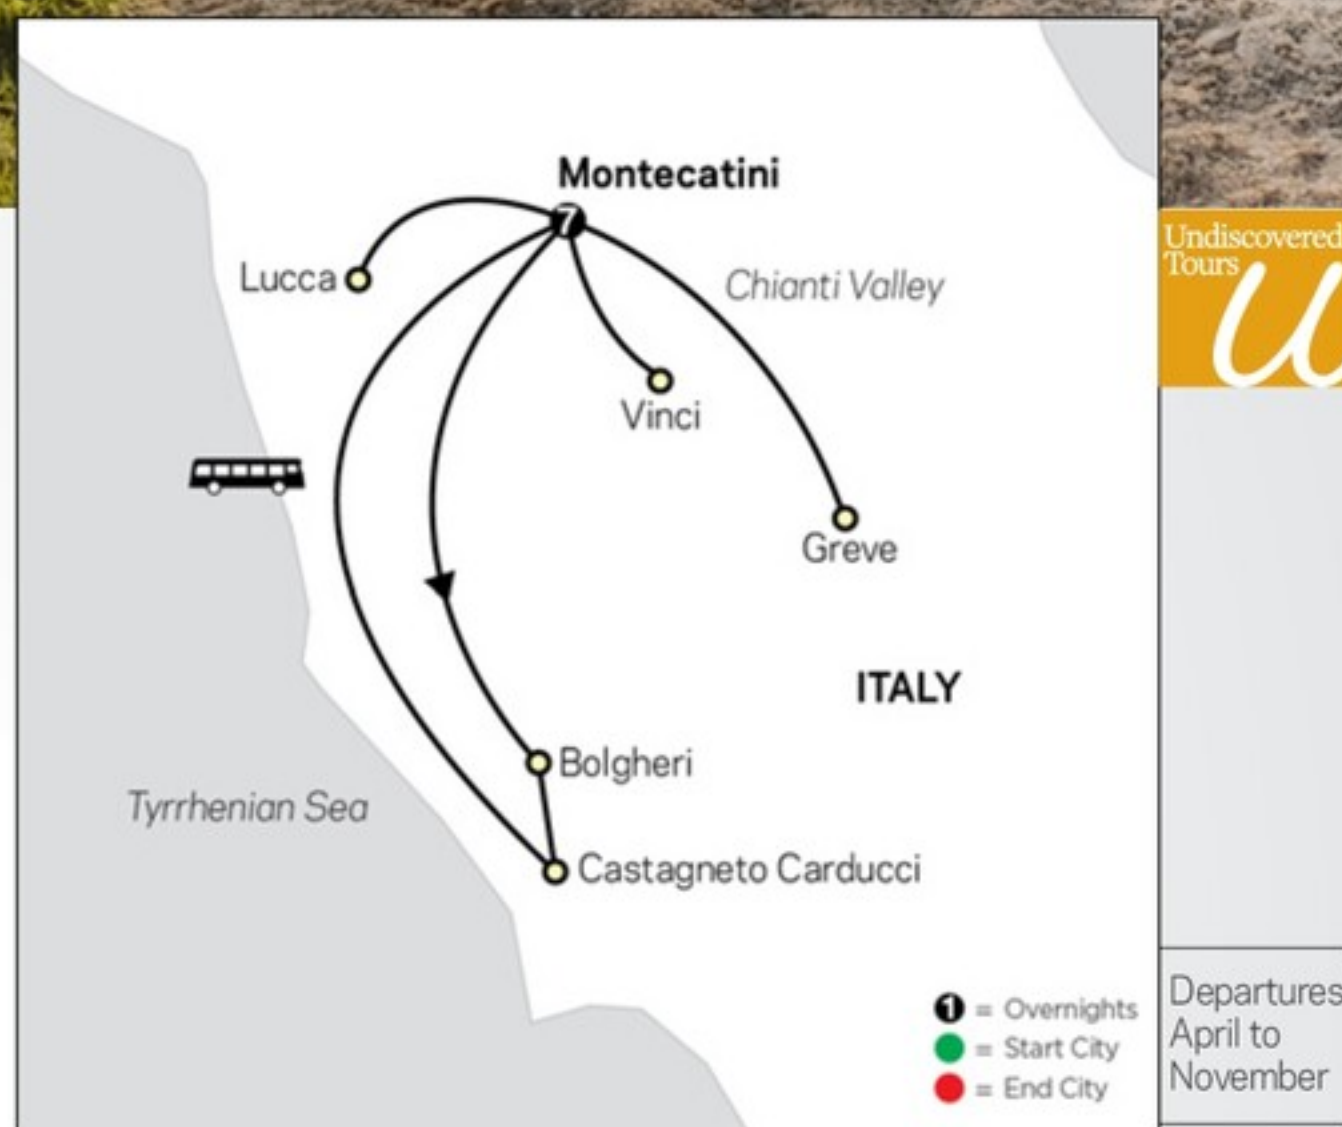 Montecatini
7
Lucca
Chianti Valley
Vinci
Greve
ITALY
Bolgheri
Tyrrhenian Sea
Castagneto Carducci
1 = Overnights
= Start City
= End City
Undiscovered
Tours
u
Departures
April to
November